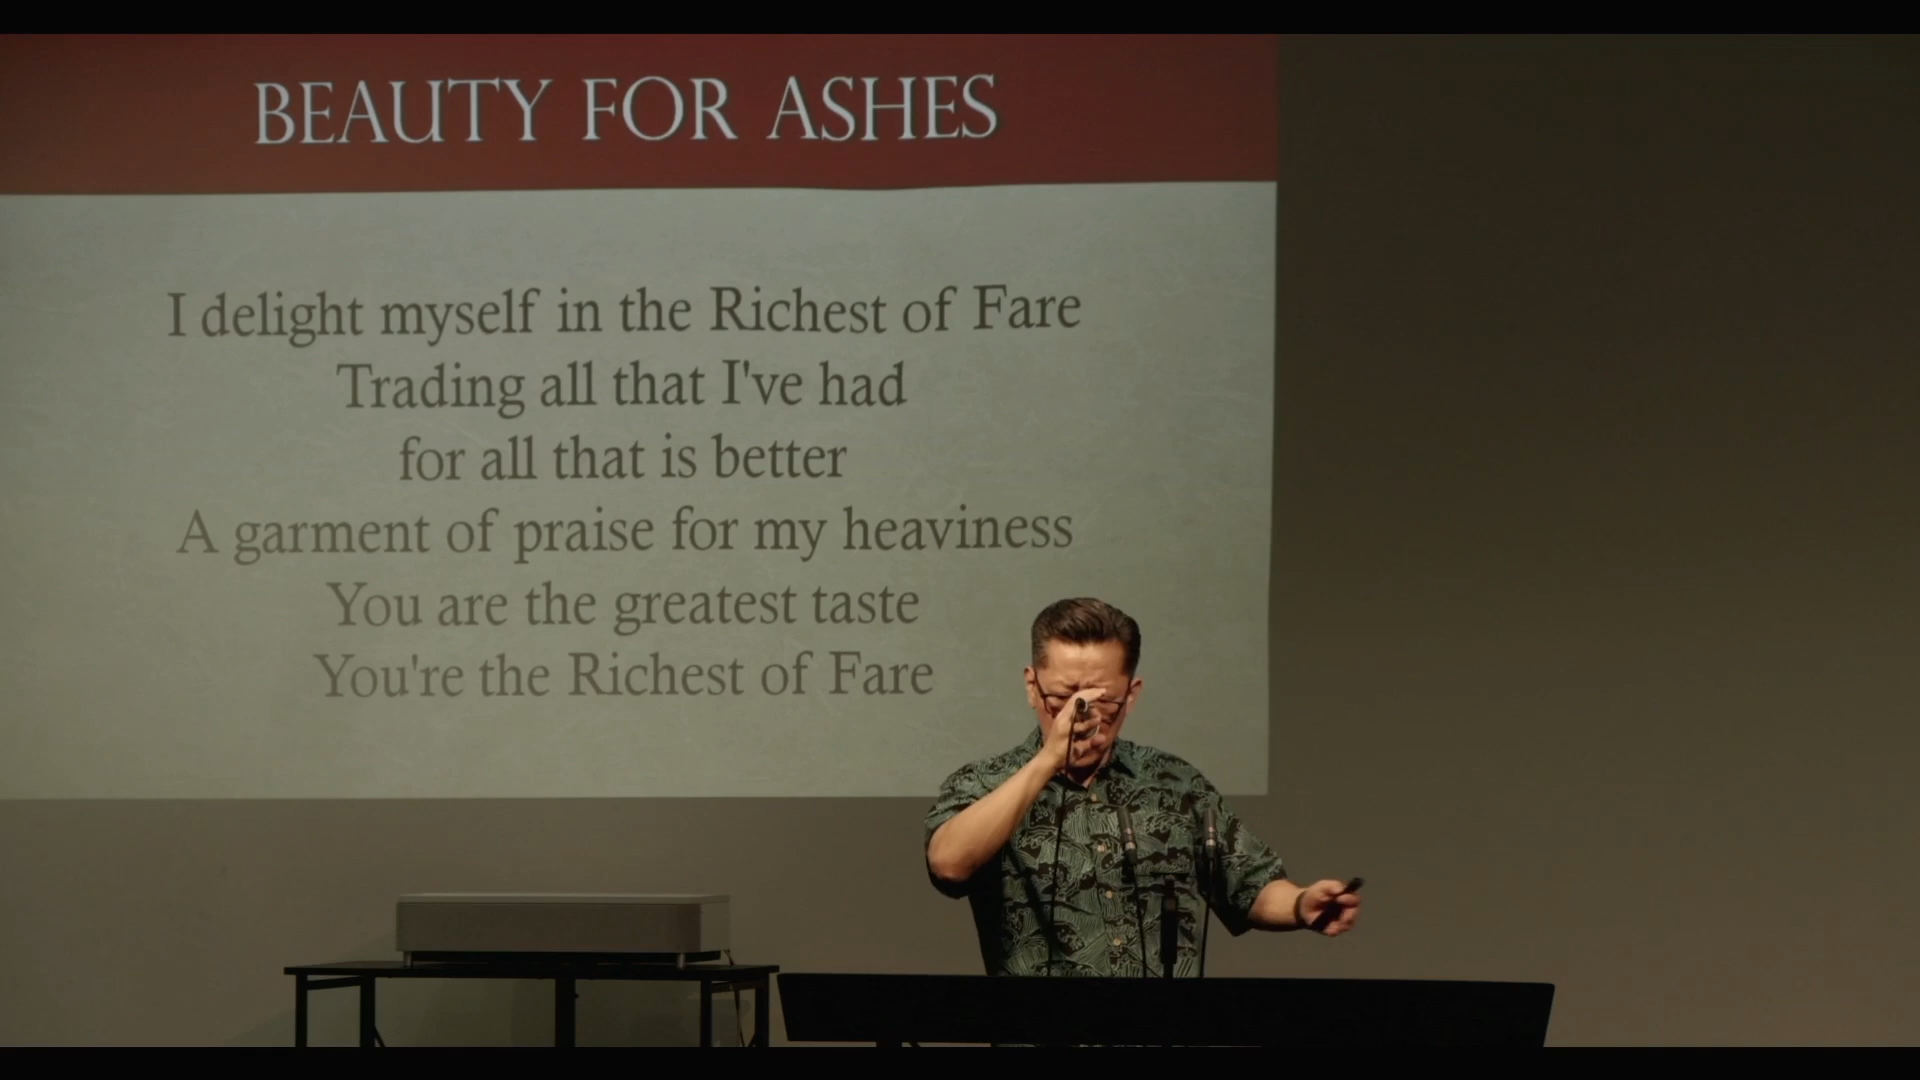 BEAUTY FOR ASHES
I delight myself in the Richest of Fare
Trading all that I've had
for all that is better
A garment of praise for my heaviness
You are the greatest taste
You're the Richest of Fare